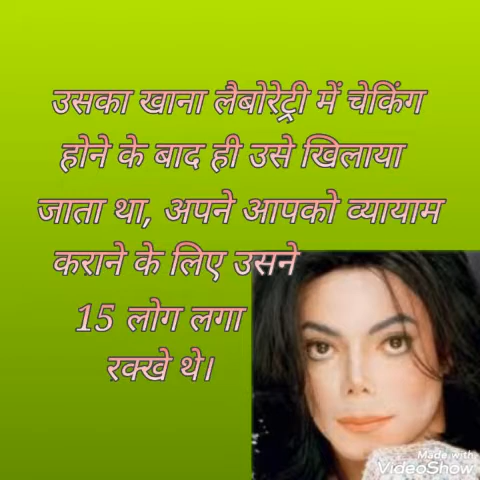 उसका खाना लैबोरेट्री में चेकिंग
होने के बाद ही उसे खिलाया
जाता था, अपने आपको व्यायाम
कराने के लिए उसने
15 लोग लगा
रक्खे थे।
Made with
VideoShow